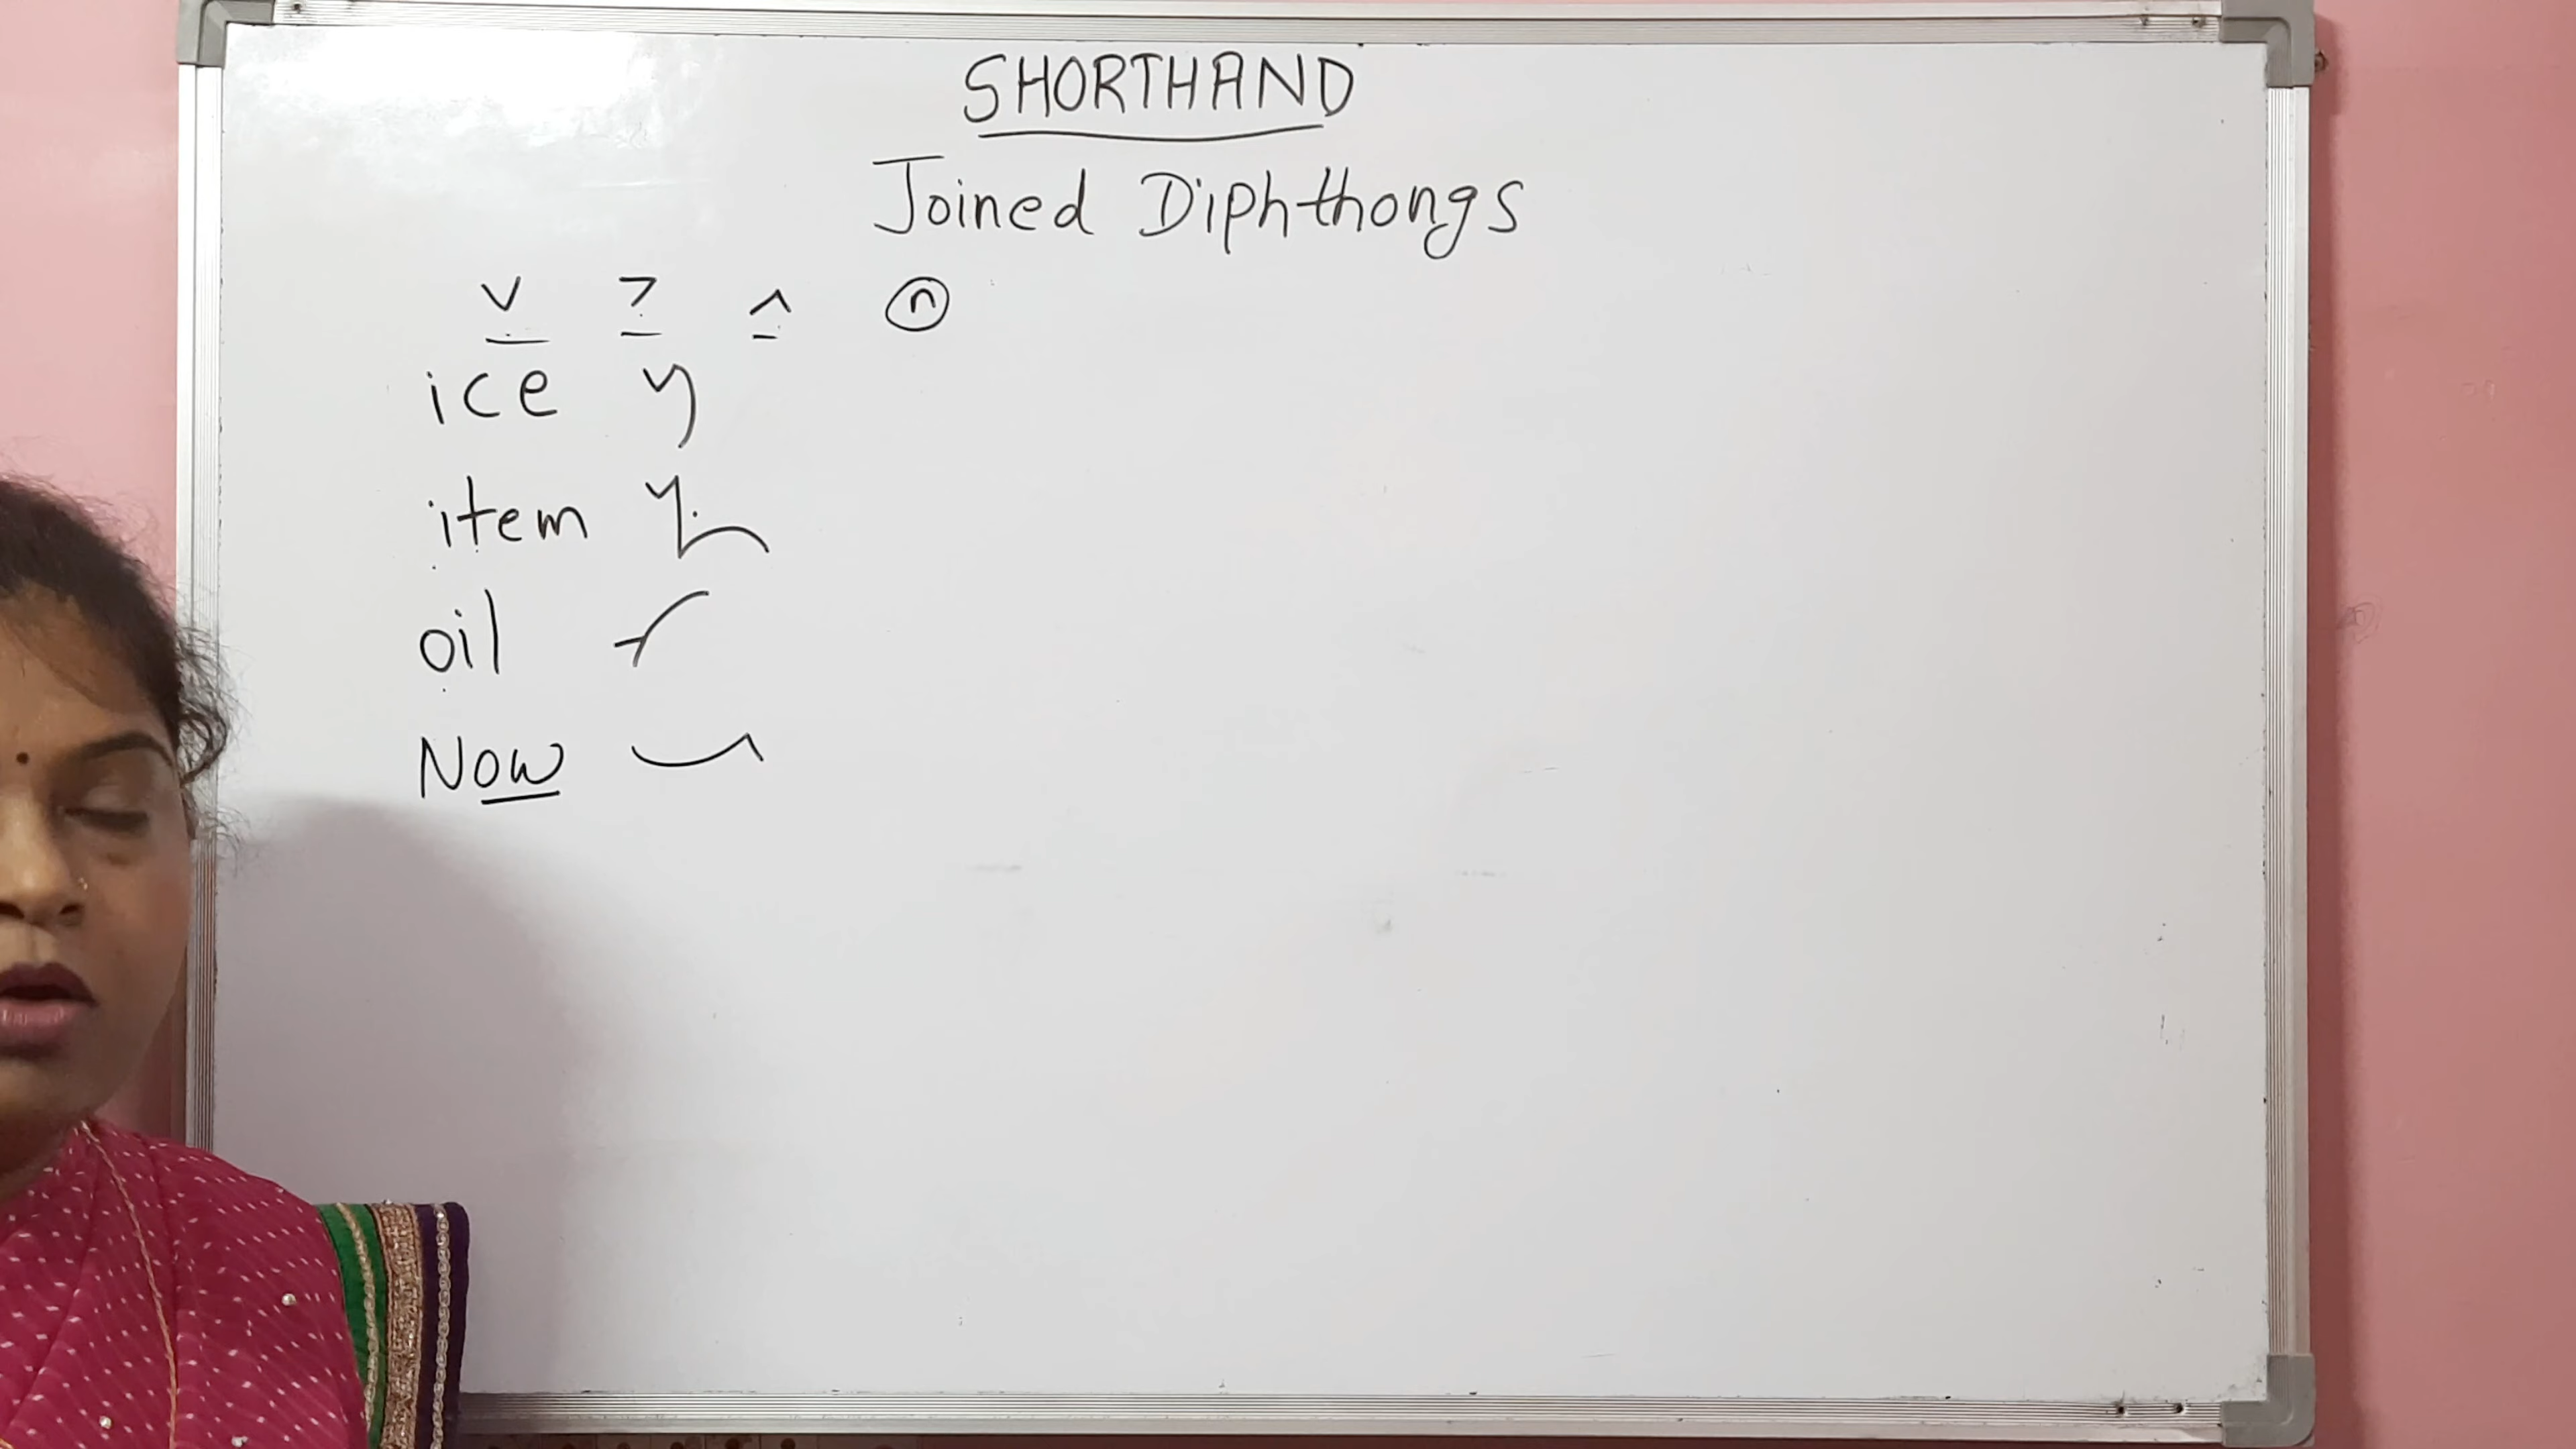 SHORTHAND
Joined Diphthongs
v > ^ n
ice
item
oil
Now